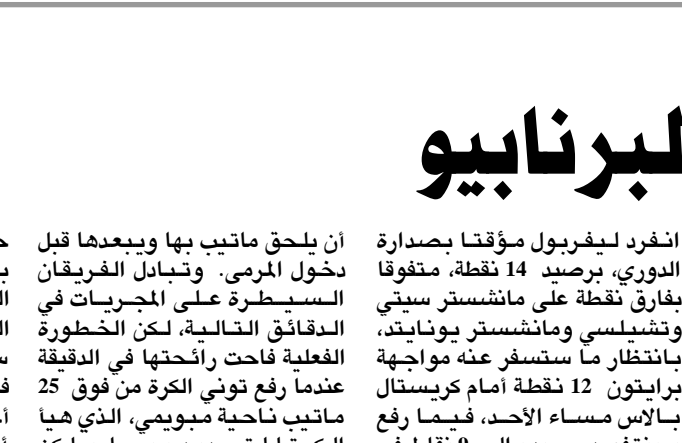 لبرنابيو
انفرد ليفربول مؤقتا بصدارة
الدوري، برصيد 14 نقطة، متفوقا
بفارق نقطة على مانشستر سيتي
وتشيلسي ومانشستر يونايتد،
بانتظار ما ستسفر عنه مواجهة
برايتون 12 نقطة أمام كريستال
بالاس مساء الأحد، فيما رفع
أن يلحق ماتيب بها ويبعدها قبل
دخول المرمى. وتبادل الفريقان
السيطرة على المجريات في
الدقائق التالية، لكن الخطورة
الفعلية فاحت رائحتها في الدقيقة
25 عندما رفع توني الكرة من فوق
ماتيب ناحية مبويمي، الذي هيأ